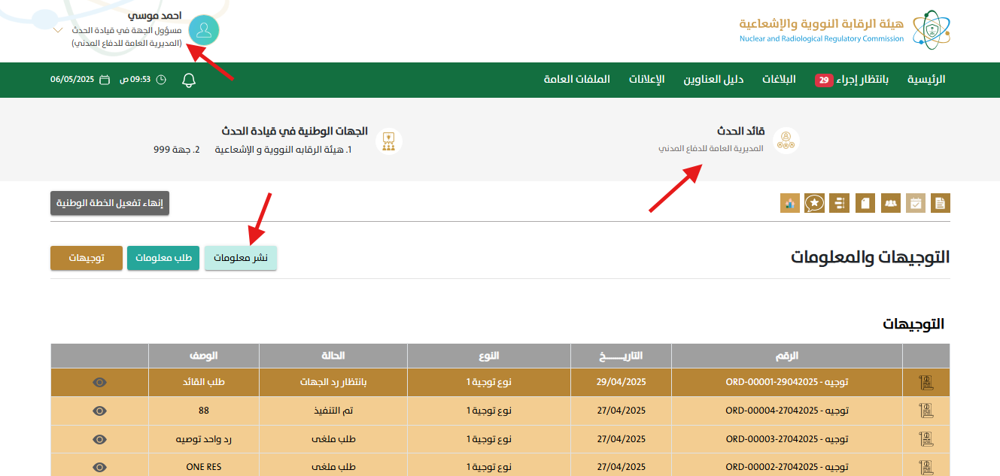 هيئة الرقابة النووية والإشعاعية
Nuclear and Radiological Regulatory Commission
احمد موسي
مسؤول الجهة في قيادة الحدث
(المديرية العامة للدفاع المدني)
الرئيسية بانتظار إجراء 29 البلاغات دليل العناوين الإعلانات الملفات العامة 09:53 ص 06/05/2025
قائد الحدث
المديرية العامة للدفاع المدني
الجهات الوطنية في قيادة الحدث
1. هيئة الرقابه النووية و الإشعاعية 2. جهة 999
إنهاء تفعيل الخطة الوطنية
التوجيهات والمعلومات
نشر معلومات طلب معلومات توجيهات
التوجيهات
الرقم التاريـــــخ النوع الحالة الوصف
توجيه - ORD-00001-29042025 29/04/2025 نوع توجية 1 بانتظار رد الجهات طلب القائد
توجيه - ORD-00004-27042025 27/04/2025 نوع توجية 1 تم التنفيذ 88
توجيه - ORD-00003-27042025 27/04/2025 نوع توجية 1 طلب ملغى رد واحد توصيه
توجيه - ORD-00002-27042025 27/04/2025 نوع توجية 1 طلب ملغى ONE RES